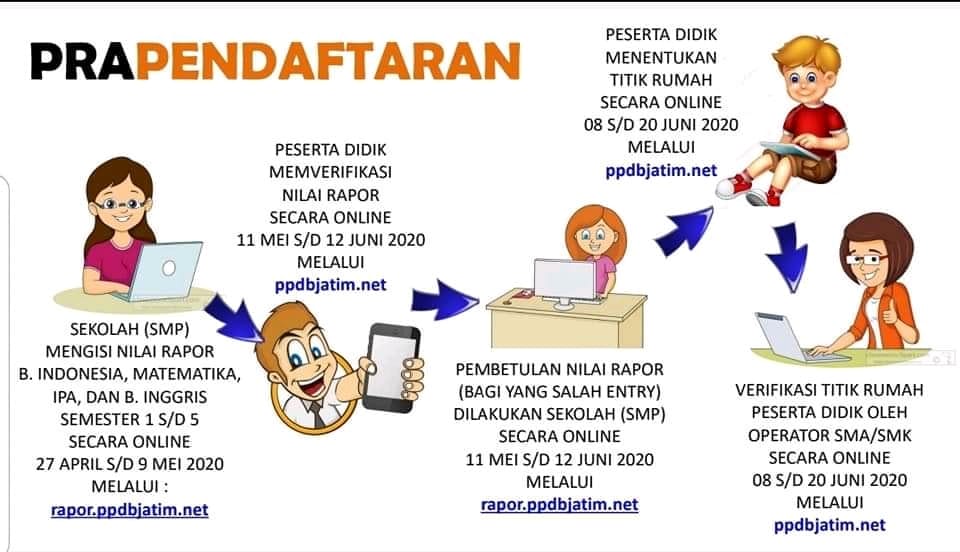 PRAPENDAFTARAN
SEKOLAH (SMP)
MENGISI NILAI RAPOR
B. INDONESIA, MATEMATIKA,
IPA, DAN B. INGGRIS
SEMESTER 1 S/D 5
SECARA ONLINE
27 APRIL S/D 9 MEI 2020
MELALUI :
rapor.ppdbjatim.net
PESERTA DIDIK
MEMVERIFIKASI
NILAI RAPOR
SECARA ONLINE
11 MEI S/D 12 JUNI 2020
MELALUI
ppdbjatim.net
PEMBETULAN NILAI RAPOR
(BAGI YANG SALAH ENTRY)
DILAKUKAN SEKOLAH (SMP)
SECARA ONLINE
11 MEI S/D 12 JUNI 2020
MELALUI
rapor.ppdbjatim.net
PESERTA DIDIK
MENENTUKAN
TITIK RUMAH
SECARA ONLINE
08 S/D 20 JUNI 2020
MELALUI
ppdbjatim.net
VERIFIKASI TITIK RUMAH
PESERTA DIDIK OLEH
OPERATOR SMA/SMK
SECARA ONLINE
08 S/D 20 JUNI 2020
MELALUI
ppdbjatim.net